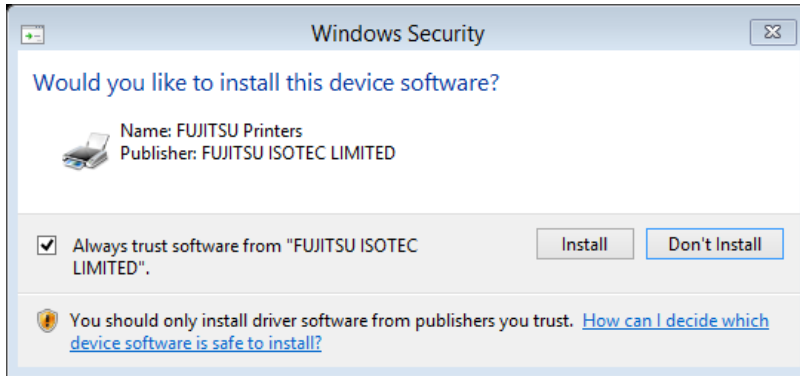 Windows Security
Would you like to install this device software?
Name: FUJITSU Printers
Publisher: FUJITSU ISOTEC LIMITED
Always trust software from "FUJITSU ISOTEC
LIMITED".
Install
Don't Install
You should only install driver software from publishers you trust. How can I decide which
device software is safe to install?